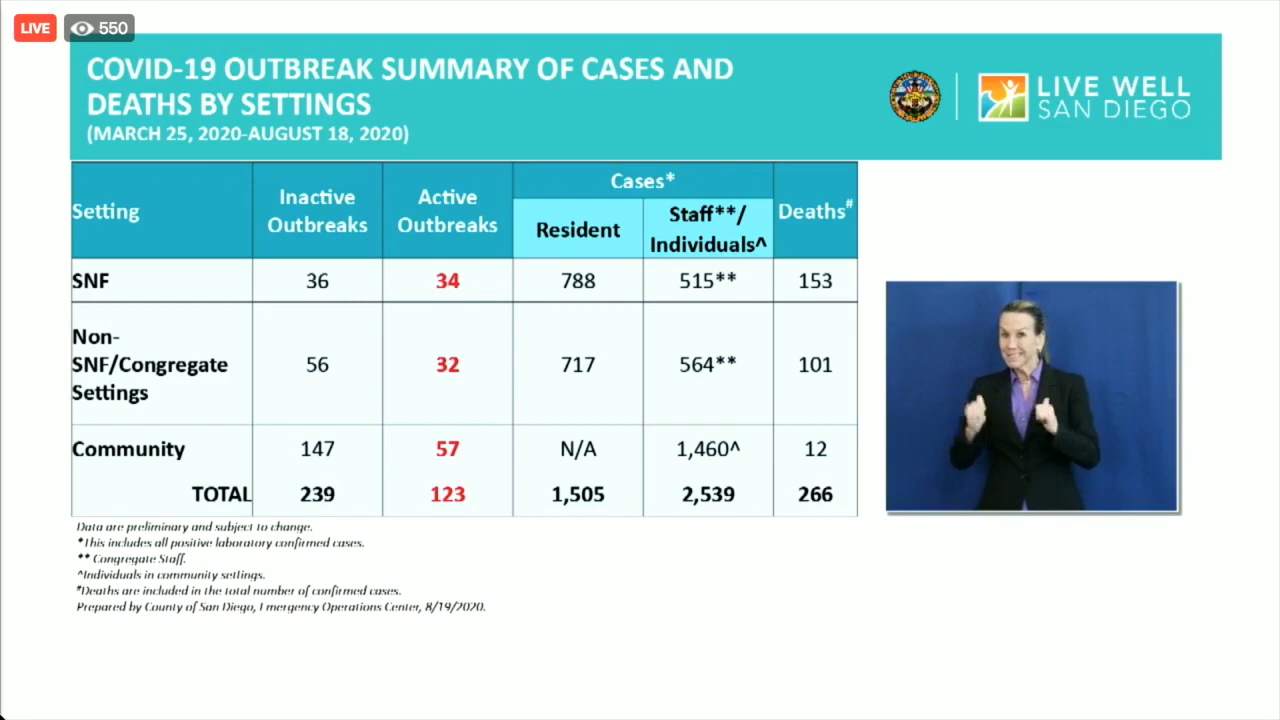 LIVE 550
COVID-19 OUTBREAK SUMMARY OF CASES AND
DEATHS BY SETTINGS
(MARCH 25, 2020-AUGUST 18, 2020)
LIVE WELL
SAN DIEGO
Setting Inactive Outbreaks Active Outbreaks Cases* Deaths#
Resident Staff**/ Individuals^
SNF 36 34 788 515** 153
Non-
SNF/Congregate 56 32 717 564** 101
Settings
Community 147 57 N/A 1,460^ 12
TOTAL 239 123 1,505 2,539 266
Data are preliminary and subject to change.
*This includes all positive laboratory confirmed cases.
** Congregate Staff.
^Individuals in community settings.
#Deaths are included in the total number of confirmed cases.
Prepared by County of San Diego, Emergency Operations Center, 8/19/2020.